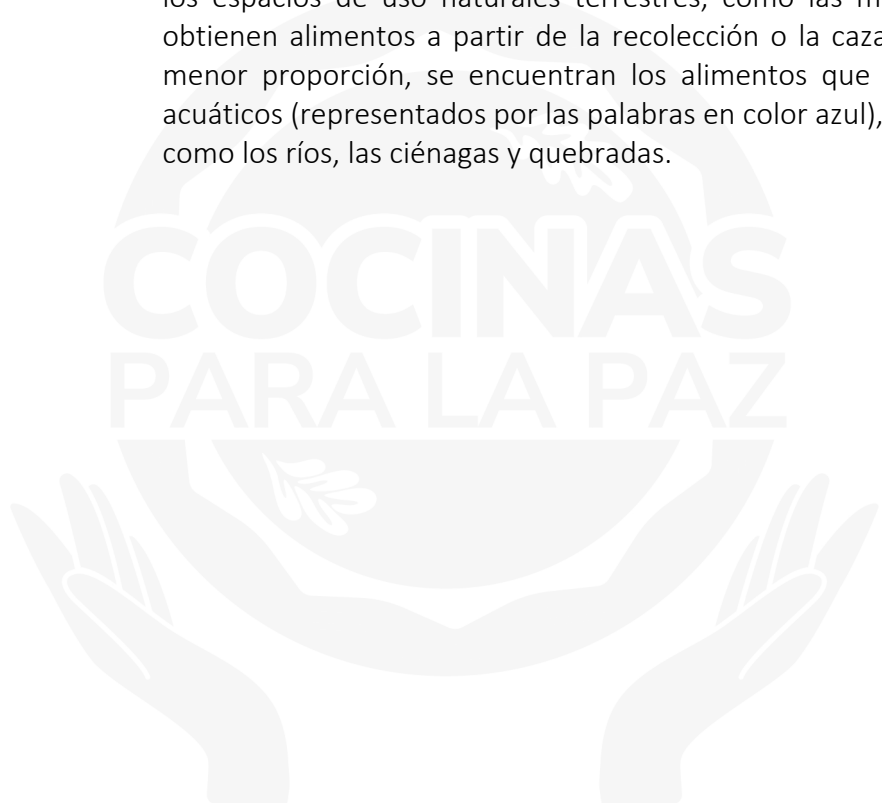 los espacios de uso naturales terrestres, como las
obtienen alimentos a partir de la recolección o la caza
menor proporción, se encuentran los alimentos que
acuáticos (representados por las palabras en color azul),
como los ríos, las ciénagas y quebradas.
COCINAS
PARA LA PAZ